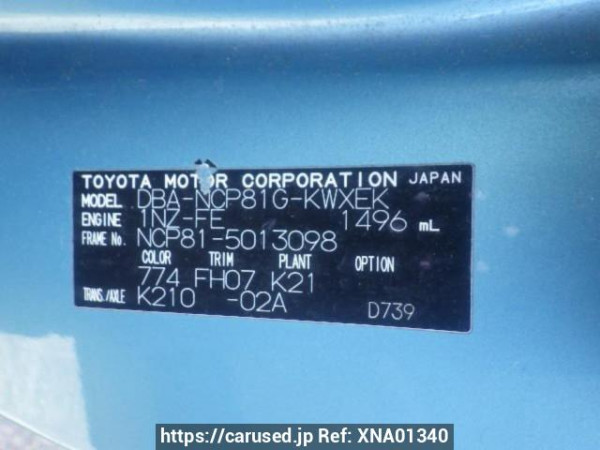 TOYOTA MOTOR CORPORATION JAPAN
MODEL DBA-NCP81G-KWXEK
ENGINE 1NZ-FE 1496 mL
FRAME No. NCP81-5013098
COLOR TRIM PLANT OPTION
774 FH07 K21
TRANS./AXLE K210 -02A D739
https://carused.jp Ref: XNA01340